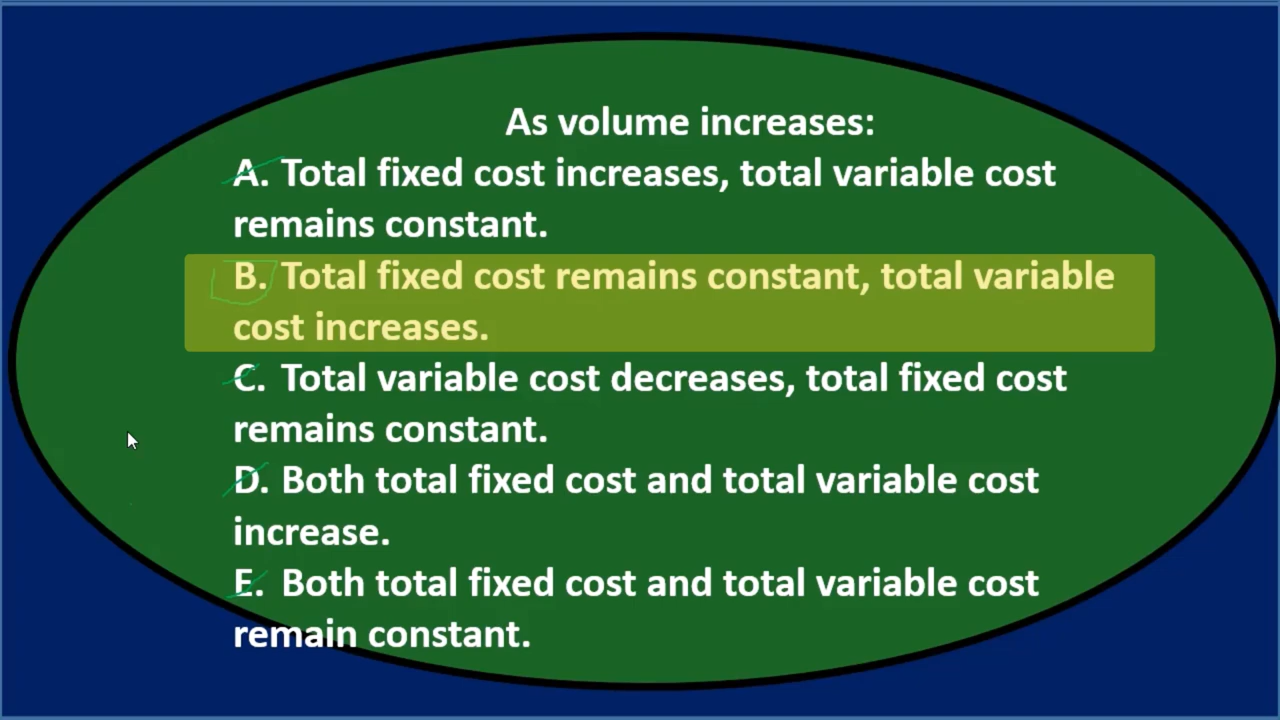 As volume increases:
A. Total fixed cost increases, total variable cost
remains constant.
B. Total fixed cost remains constant, total variable
cost increases.
C. Total variable cost decreases, total fixed cost
remains constant.
D. Both total fixed cost and total variable cost
increase.
E. Both total fixed cost and total variable cost
remain constant.